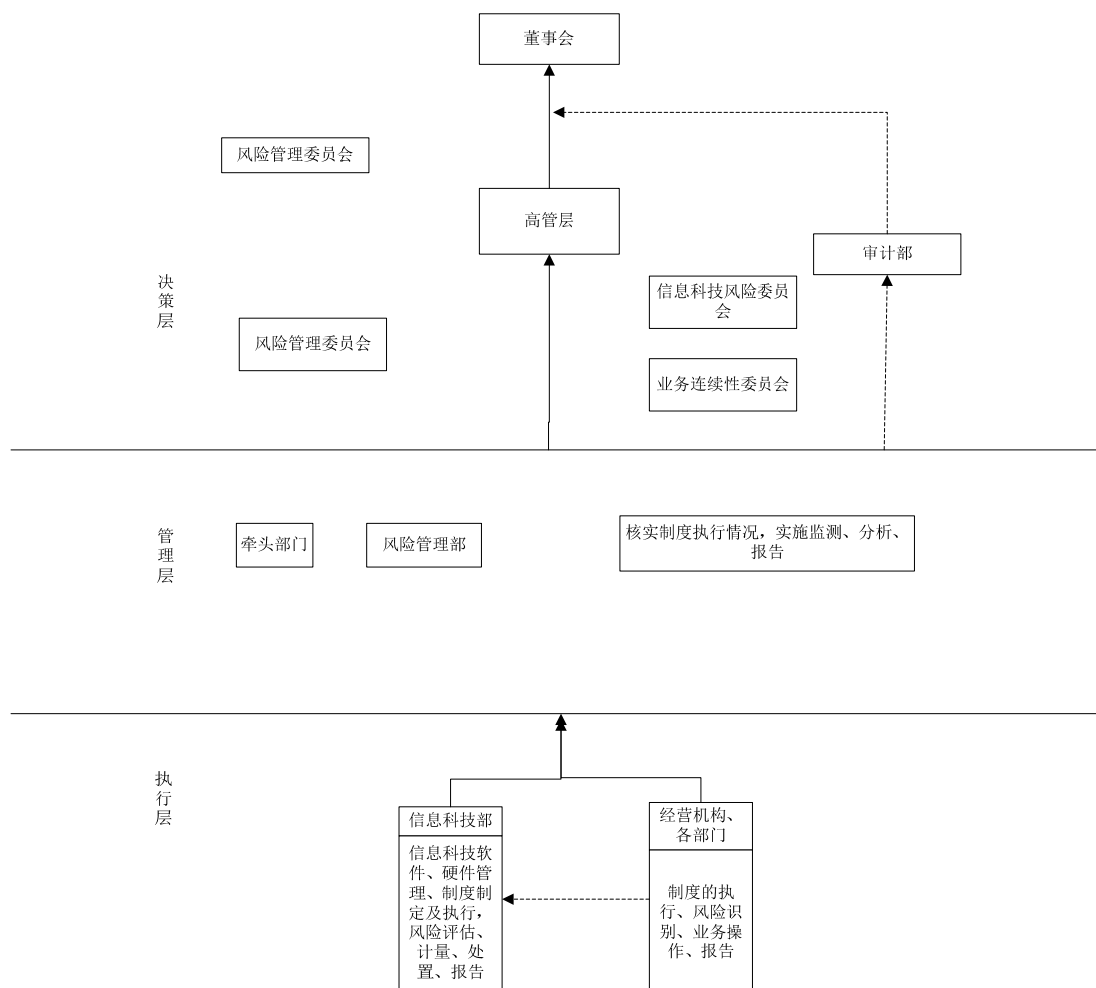 董事会
风险管理委员会
高管层
审计部
决
策
层
信息科技风险委员
会
风险管理委员会
业务连续性委员会
管
理
层
牵头部门
风险管理部
核实制度执行情况，实施监测、分析、
报告
执
行
层
信息科技部
信息科技软
件、硬件管
理、制度制
定及执行，
风险评估、
计量、处
置、报告
经营机构、
各部门
制度的执
行、风险识
别、业务操
作、报告